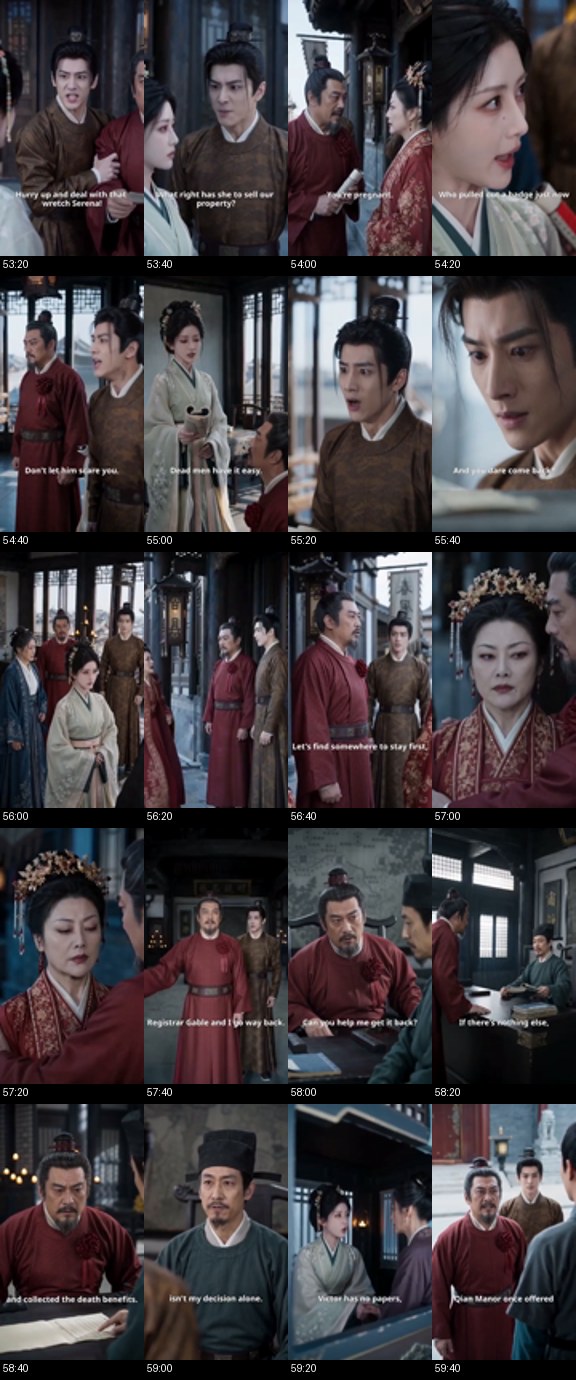 Hurry up and deal with that
wretch Serena!
What right has she to sell our
property?
You're pregnant.
Who pulled out a badge just now
53:20
53:40
54:00
54:20
Don't let him scare you.
Dead men have it easy.
And you dare come back?
54:40
55:00
55:20
55:40
Let's find somewhere to stay first,
56:00
56:20
56:40
57:00
Registrar Gable and I go way back.
Can you help me get it back?
If there's nothing else,
57:20
57:40
58:00
58:20
and collected the death benefits.
isn't my decision alone.
Victor has no papers,
Qian Manor once offered
58:40
59:00
59:20
59:40